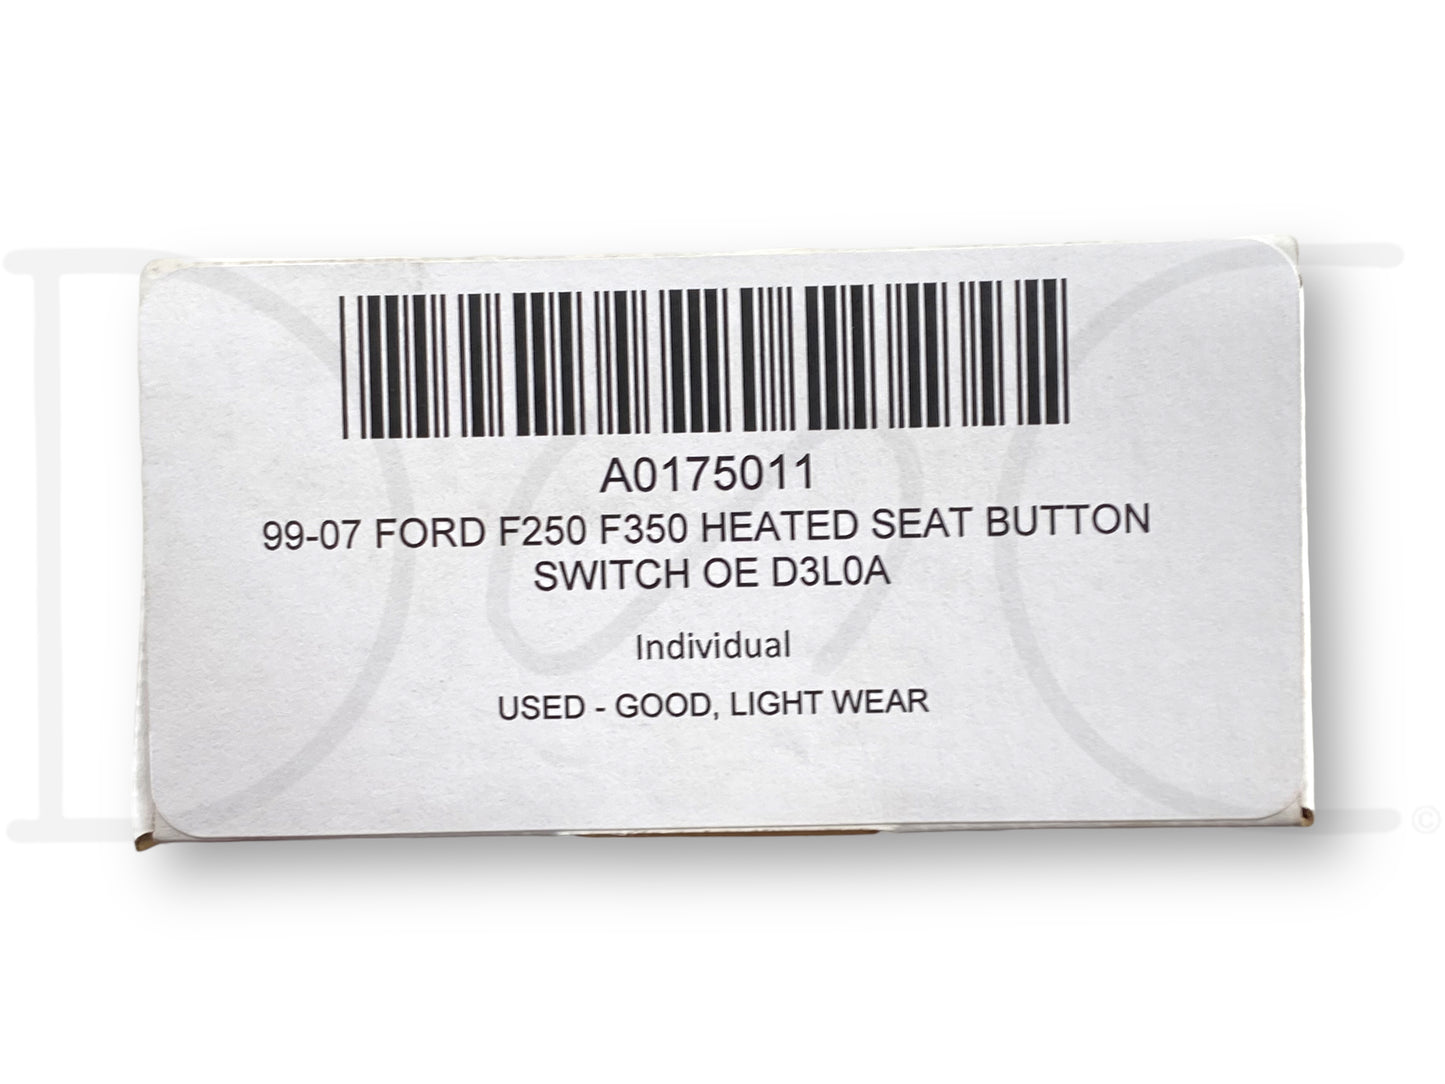 A0175011
99-07 FORD F250 F350 HEATED SEAT BUTTON
SWITCH OE D3L0A
Individual
USED - GOOD, LIGHT WEAR
©